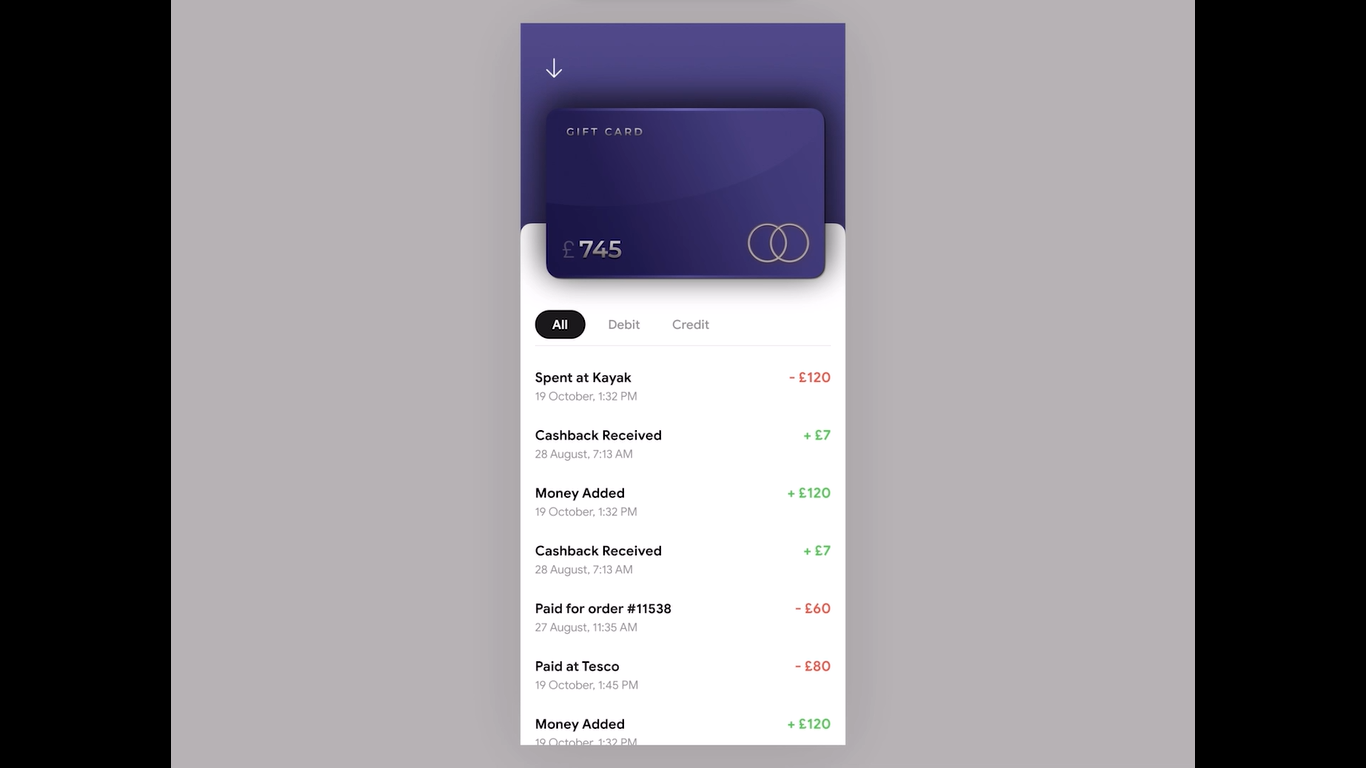 GIFT CARD
£ 745
All Debit Credit
Spent at Kayak - £120
19 October, 1:32 PM
Cashback Received + £7
28 August, 7:13 AM
Money Added + £120
19 October, 1:32 PM
Cashback Received + £7
28 August, 7:13 AM
Paid for order #11538 - £60
27 August, 11:35 AM
Paid at Tesco - £80
19 October, 1:45 PM
Money Added + £120
19 October, 1:32 PM